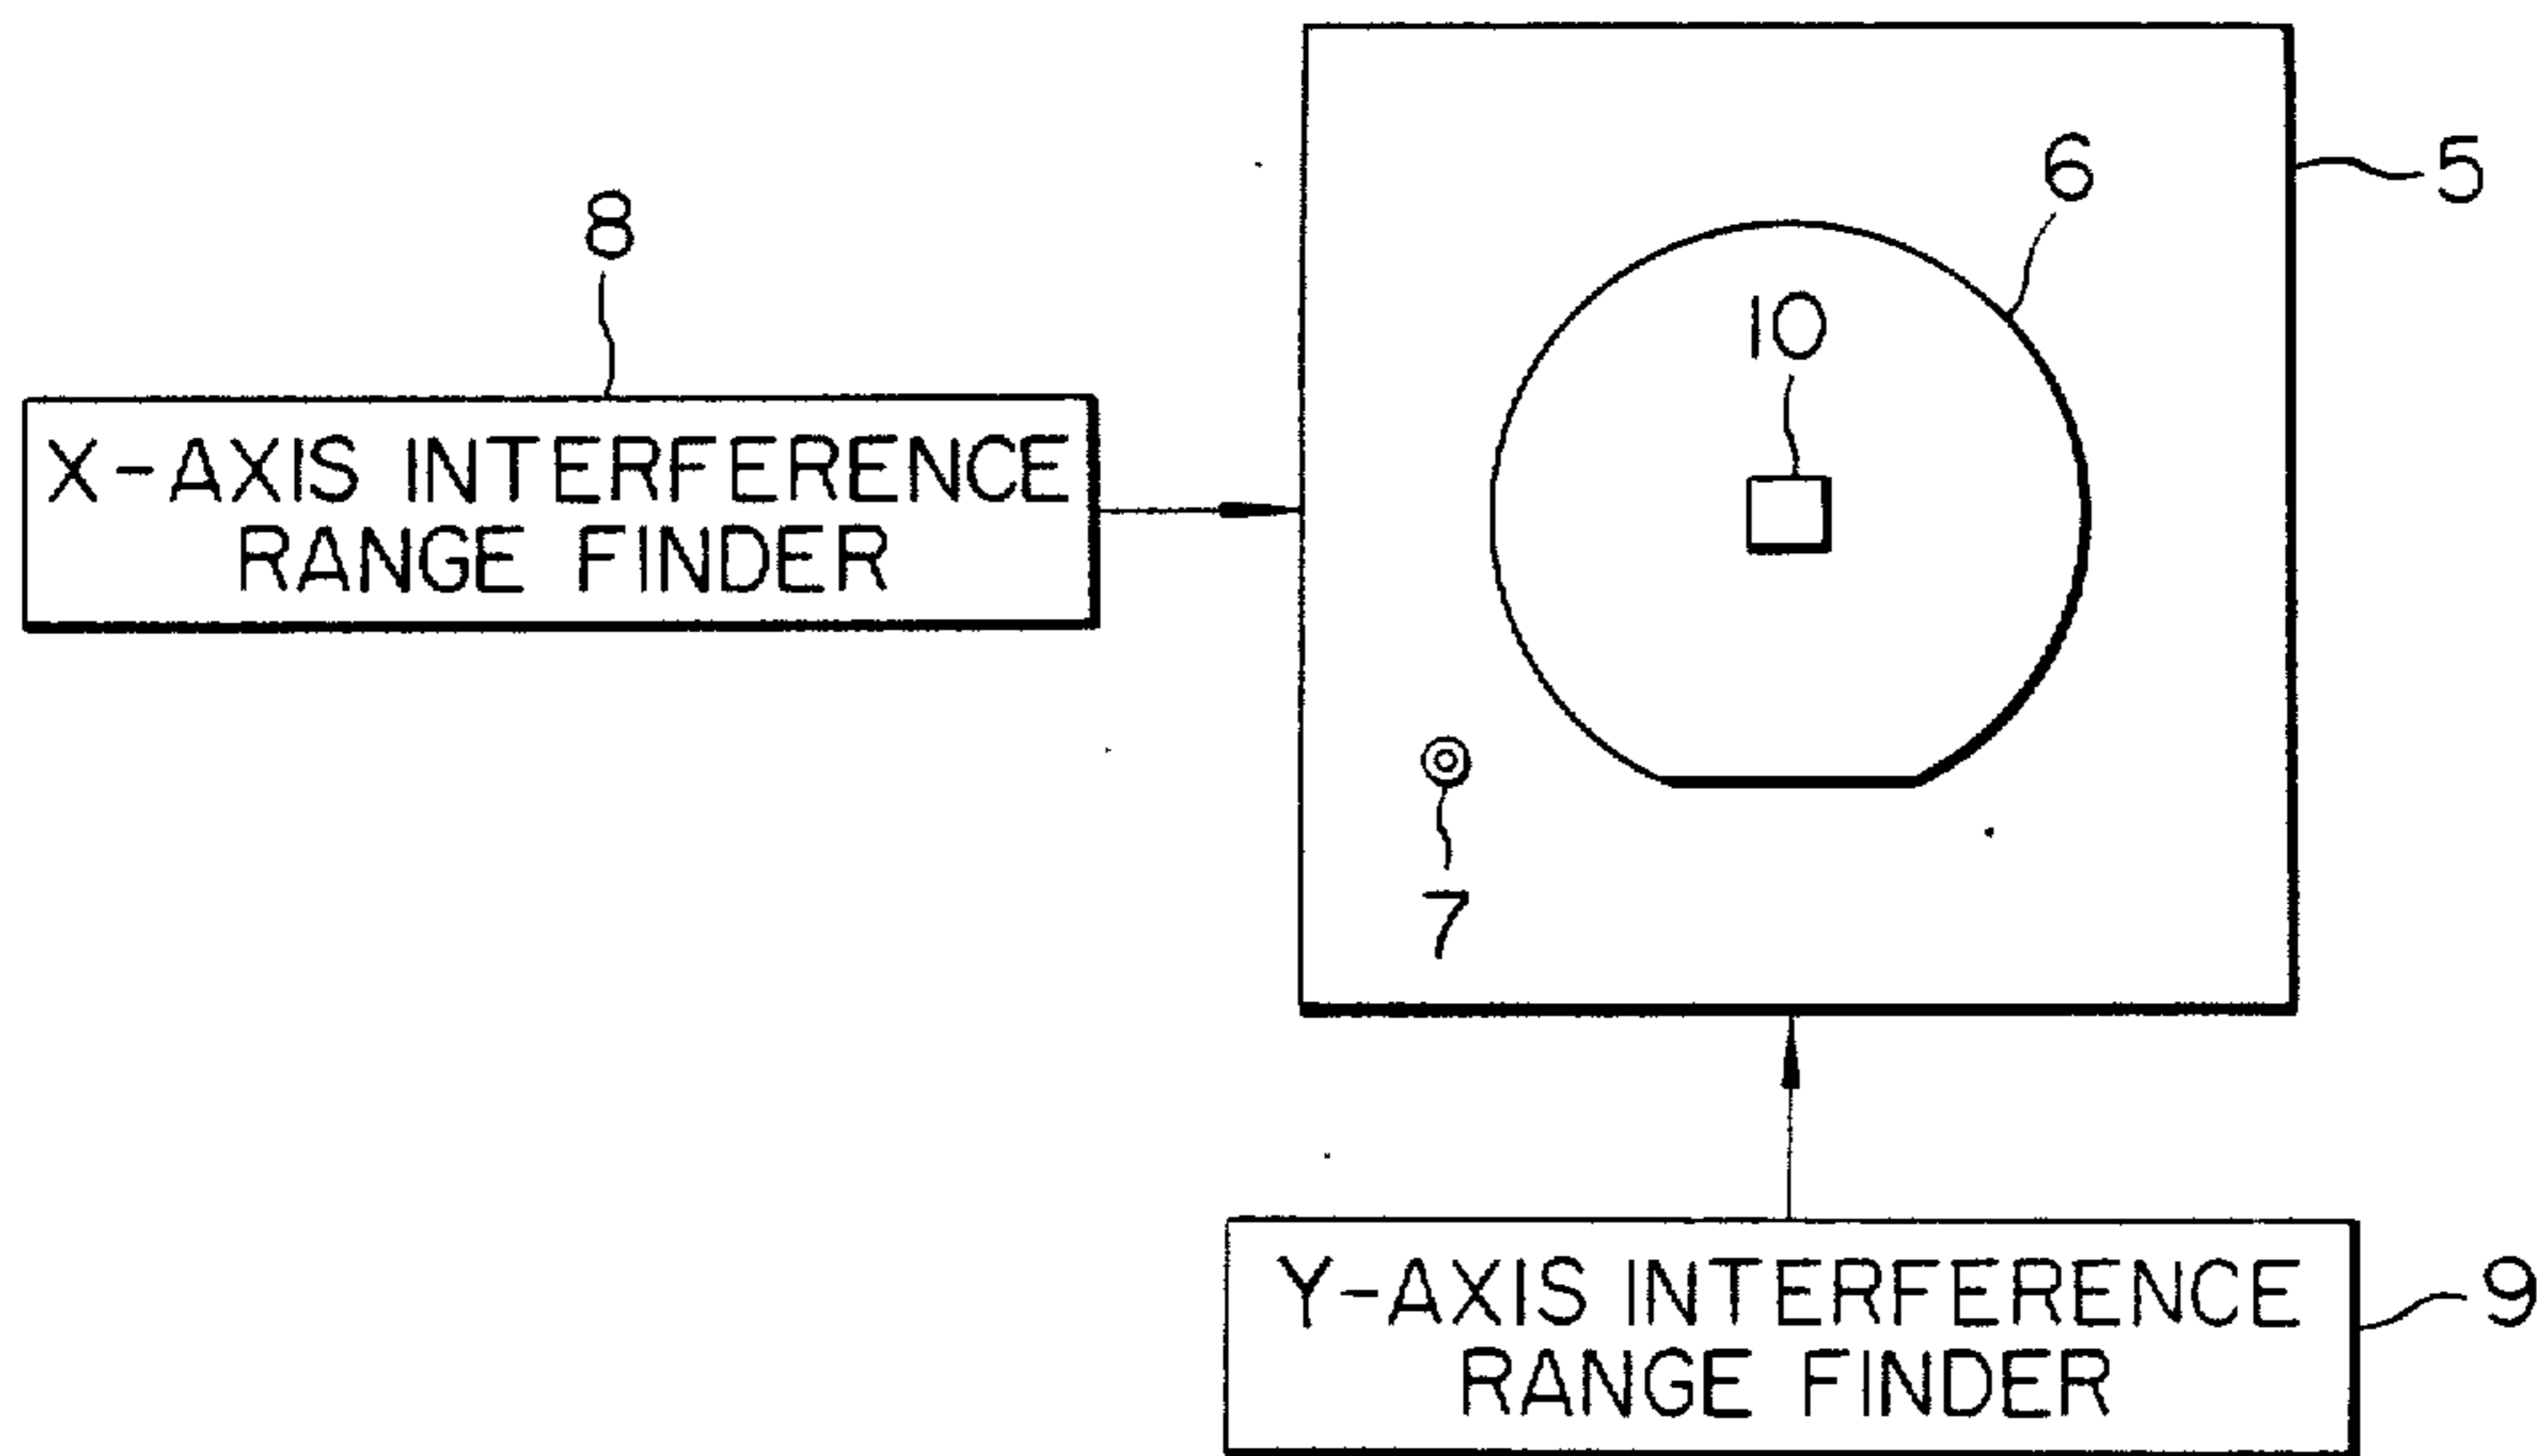 5
6
8
10
X-AXIS INTERFERENCE
RANGE FINDER
7
Y-AXIS INTERFERENCE
RANGE FINDER
9